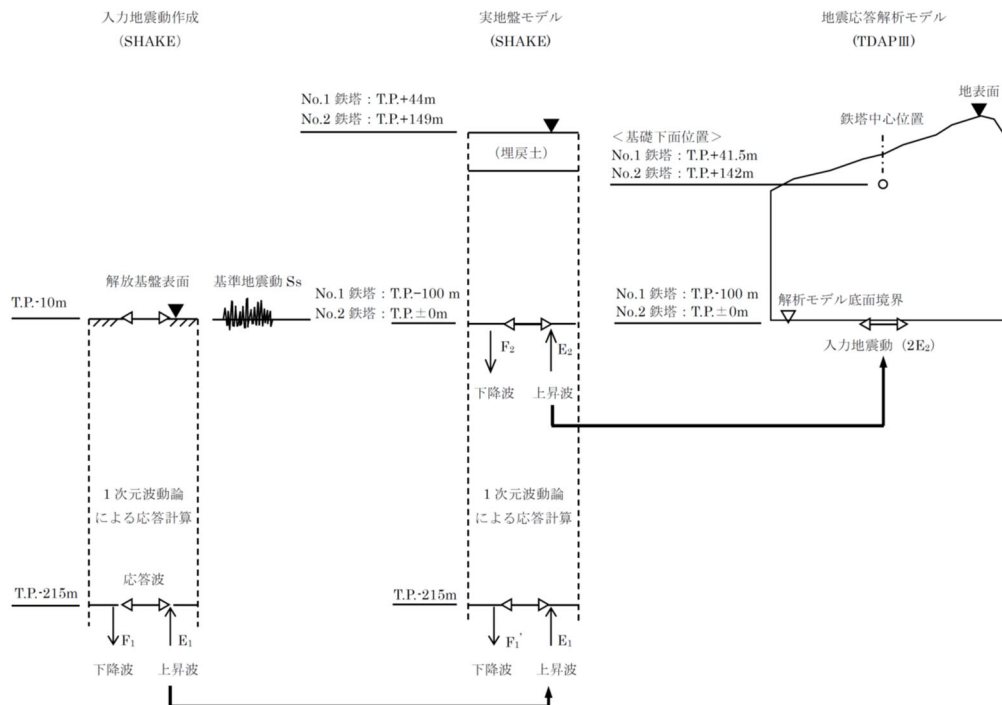 入力地震動作成
(SHAKE)
実地盤モデル
(SHAKE)
地震応答解析モデル
(TDAPⅢ)
No.1 鉄塔：T.P.+44m
No.2 鉄塔：T.P.+149m
(埋戻土)
地表面
鉄塔中心位置
＜基礎下面位置＞
No.1 鉄塔：T.P.+41.5m
No.2 鉄塔：T.P.+142m
T.P.-10m
解放基盤表面
基準地震動 Ss
No.1 鉄塔：T.P.−100 m
No.2 鉄塔：T.P.±0m
No.1 鉄塔：T.P.-100 m
No.2 鉄塔：T.P.±0m
解析モデル底面境界
入力地震動（2E₂）
F₂
E₂
下降波
上昇波
1 次元波動論
による応答計算
1 次元波動論
による応答計算
T.P.-215m
応答波
F₁
E₁
下降波
上昇波
T.P.-215m
F₁'
E₁
下降波
上昇波